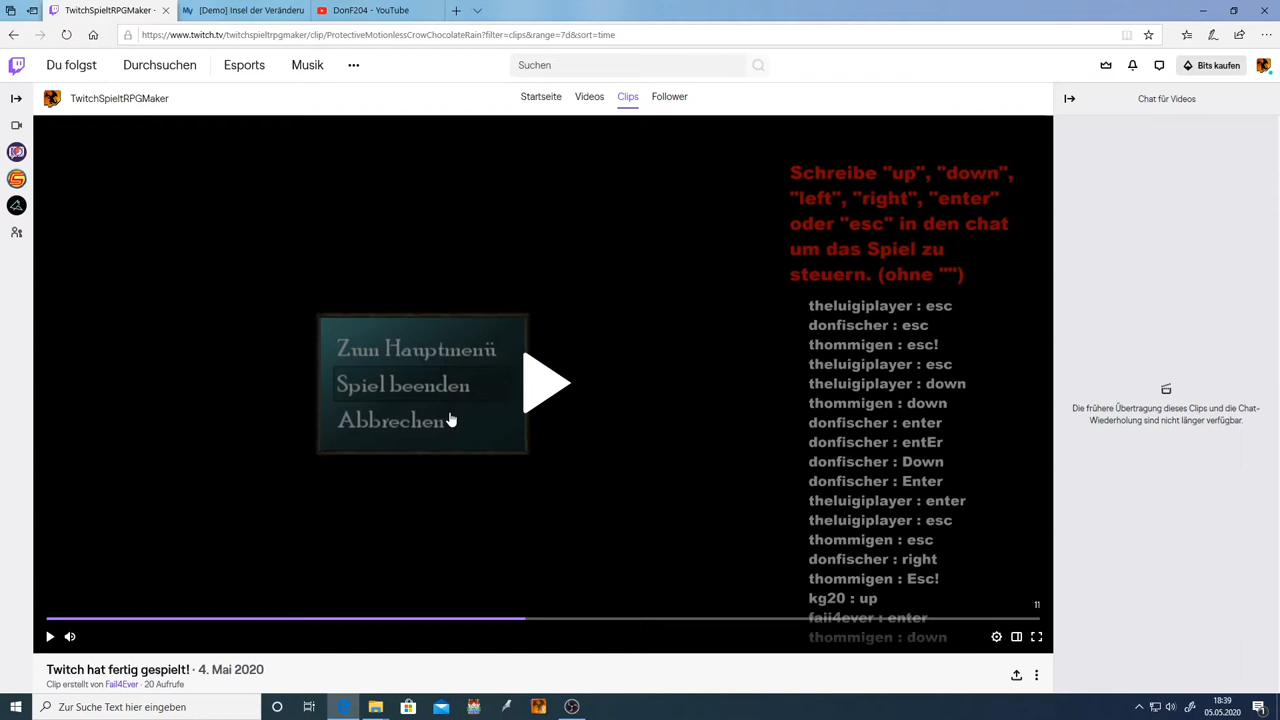 TwitchSpieltRPGMaker -
[Demo] Insel der Veränderu
DonF204 - YouTube
https://www.twitch.tv/twitchspieltrpgmaker/clip/ProtectiveMotionlessCrowChocolateRain?filter=clips&range=7d&sort=time
Du folgst Durchsuchen Esports Musik Suchen Bits kaufen
TwitchSpieltRPGMaker Startseite Videos Clips Follower Chat für Videos
Schreibe "up", "down",
"left", "right", "enter"
oder "esc" in den chat
um das Spiel zu
steuern. (ohne "")
Zum Hauptmenü
Spiel beenden
Abbrechen
theluigiplayer : esc
donfischer : esc
thommigen : esc!
theluigiplayer : esc
theluigiplayer : down
thommigen : down
donfischer : enter
donfischer : entEr
donfischer : Down
donfischer : Enter
theluigiplayer : enter
theluigiplayer : esc
thommigen : esc
donfischer : right
thommigen : Esc!
kg20 : up
faii4ever : enter
thommigen : down
11
Die frühere Übertragung dieses Clips und die Chat-
Wiederholung sind nicht länger verfügbar.
Twitch hat fertig gespielt! · 4. Mai 2020
Clip erstellt von Fail4Ever · 20 Aufrufe
Zur Suche Text hier eingeben
18:39
05.05.2020